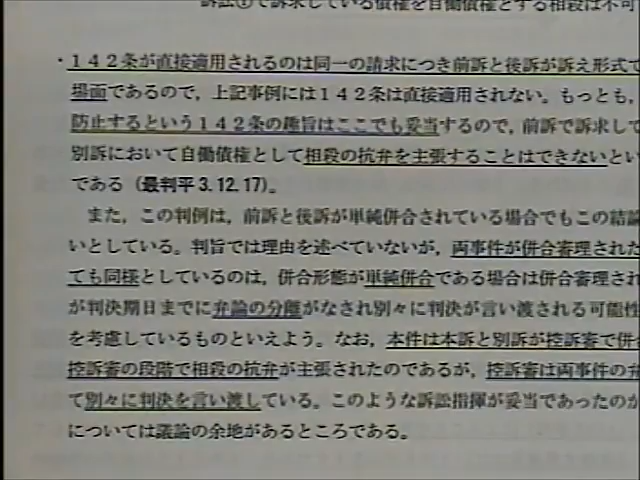 訴訟①で訴求している債権を自働債権とする相殺は不可
・142条が直接適用されるのは同一の請求につき前訴と後訴が訴え形式で
場面であるので，上記事例には142条は直接適用されない。もっとも，
防止するという142条の趣旨はここでも妥当するので，前訴で訴求して
別訴において自働債権として相殺の抗弁を主張することはできないとい
である（最判平3.12.17)。
また，この判例は，前訴と後訴が単純併合されている場合でもこの結論
いとしている。判旨では理由を述べていないが，両事件が併合審理された
ても同様としているのは，併合形態が単純併合である場合は併合審理され
が判決期日までに弁論の分離がなされ別々に判決が言い渡される可能性
を考慮しているものといえよう。なお，本件は本訴と別訴が控訴審で併合
控訴審の段階で相殺の抗弁が主張されたのであるが，控訴審は両事件の弁
て別々に判決を言い渡している。このような訴訟指揮が妥当であったのか
については議論の余地があるところである。